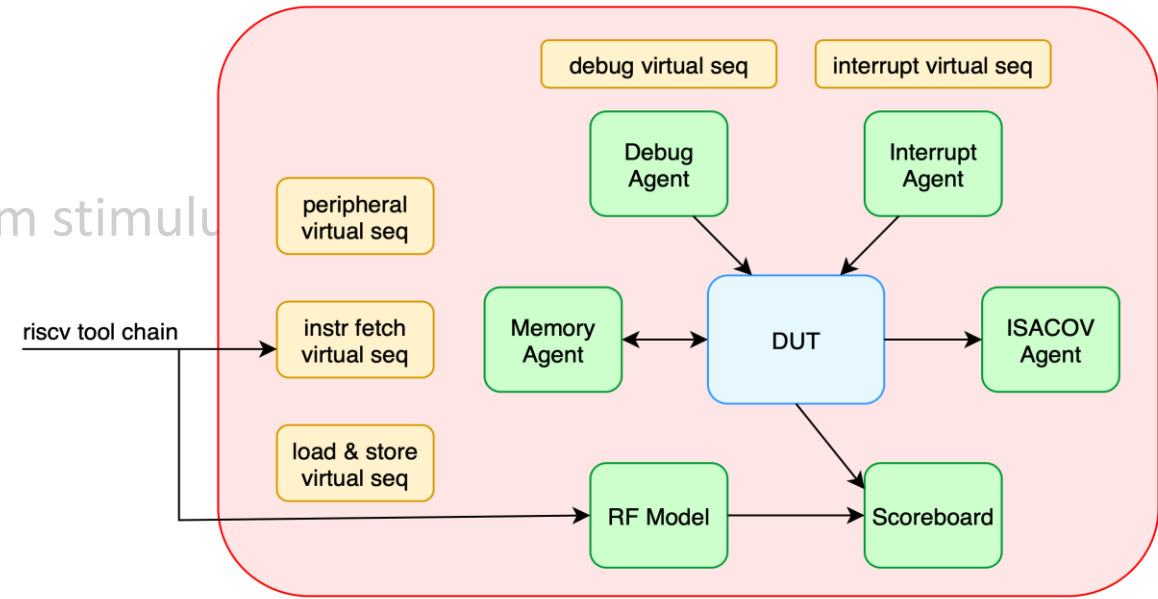 debug virtual seq
interrupt virtual seq
Debug
Agent
Interrupt
Agent
peripheral
virtual seq
riscv tool chain
instr fetch
virtual seq
Memory
Agent
DUT
ISACOV
Agent
load & store
virtual seq
RF Model
Scoreboard